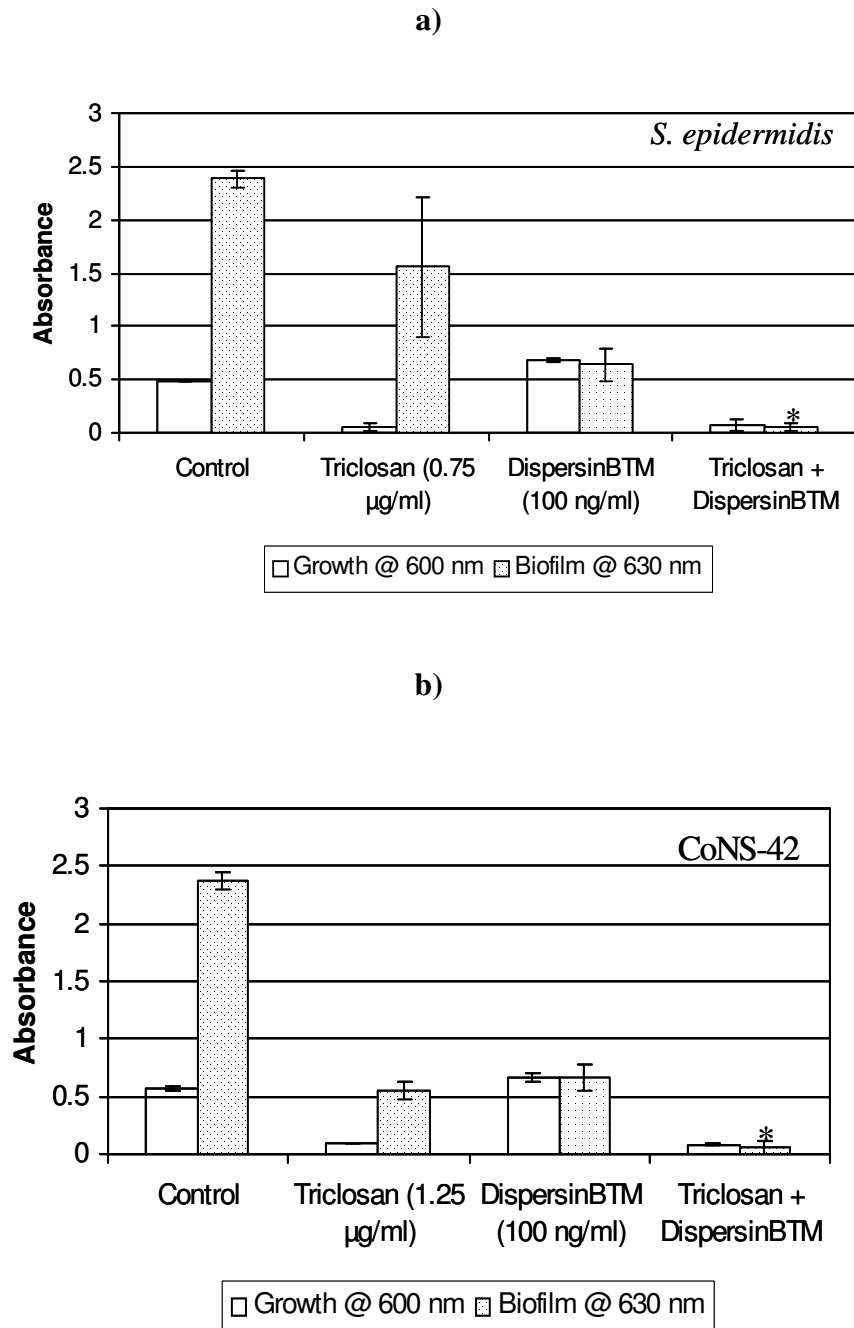 a)
3
S. epidermidis
2.5
2
1.5
1
0.5
0
Absorbance
Control
Triclosan (0.75
µg/ml)
DispersinBTM
(100 ng/ml)
Triclosan +
DispersinBTM
*
Growth @ 600 nm Biofilm @ 630 nm
b)
3
CoNS-42
2.5
2
1.5
1
0.5
0
Absorbance
Control
Triclosan (1.25
µg/ml)
DispersinBTM
(100 ng/ml)
Triclosan +
DispersinBTM
*
Growth @ 600 nm Biofilm @ 630 nm